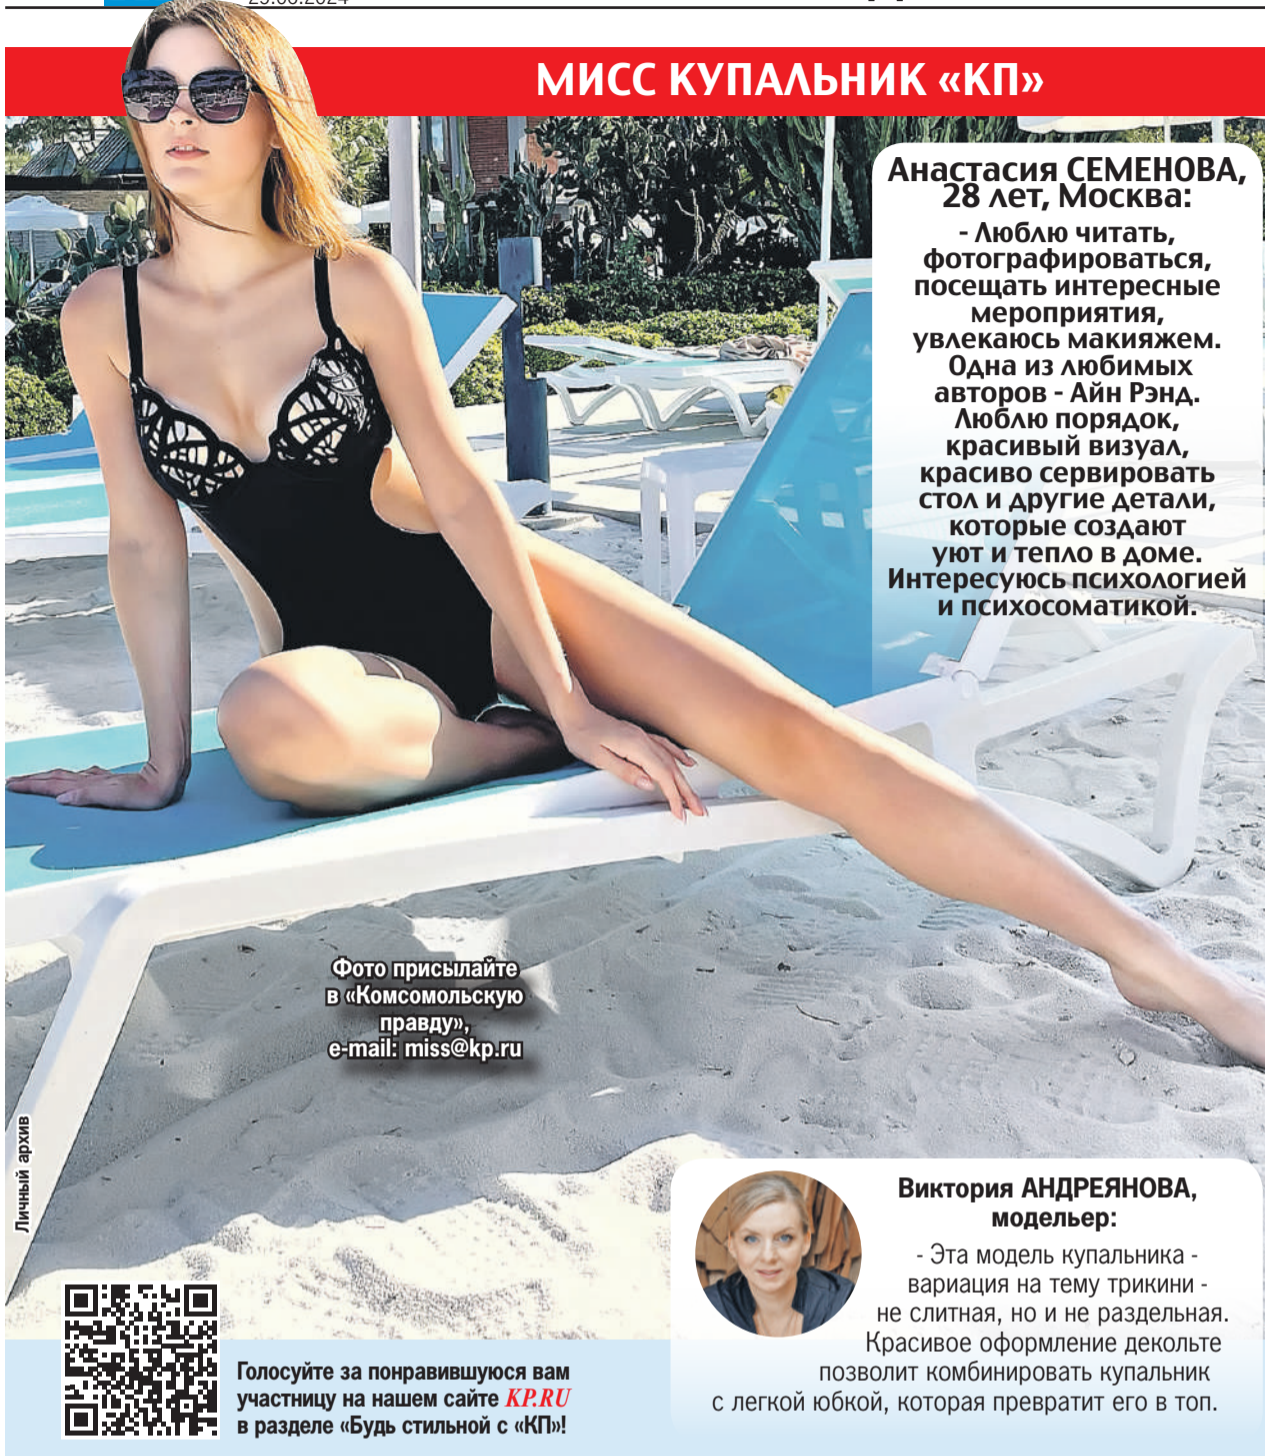 МИСС КУПАЛЬНИК «КП»
Анастасия СЕМЕНОВА,
28 лет, Москва:
- Люблю читать,
фотографироваться,
посещать интересные
мероприятия,
увлекаюсь макияжем.
Одна из любимых
авторов - Айн Рэнд.
Люблю порядок,
красивый визуал,
красиво сервировать
стол и другие детали,
которые создают
уют и тепло в доме.
Интересуюсь психологией
и психосоматикой.
Фото присылайте
в «Комсомольскую
правду»,
e-mail: miss@kp.ru
Личный архив
Виктория АНДРЕЯНОВА,
модельер:
- Эта модель купальника -
вариация на тему трикини -
не слитная, но и не раздельная.
Красивое оформление декольте
позволит комбинировать купальник
с легкой юбкой, которая превратит его в топ.
Голосуйте за понравившуюся вам
участницу на нашем сайте KP.RU
в разделе «Будь стильной с «КП»!